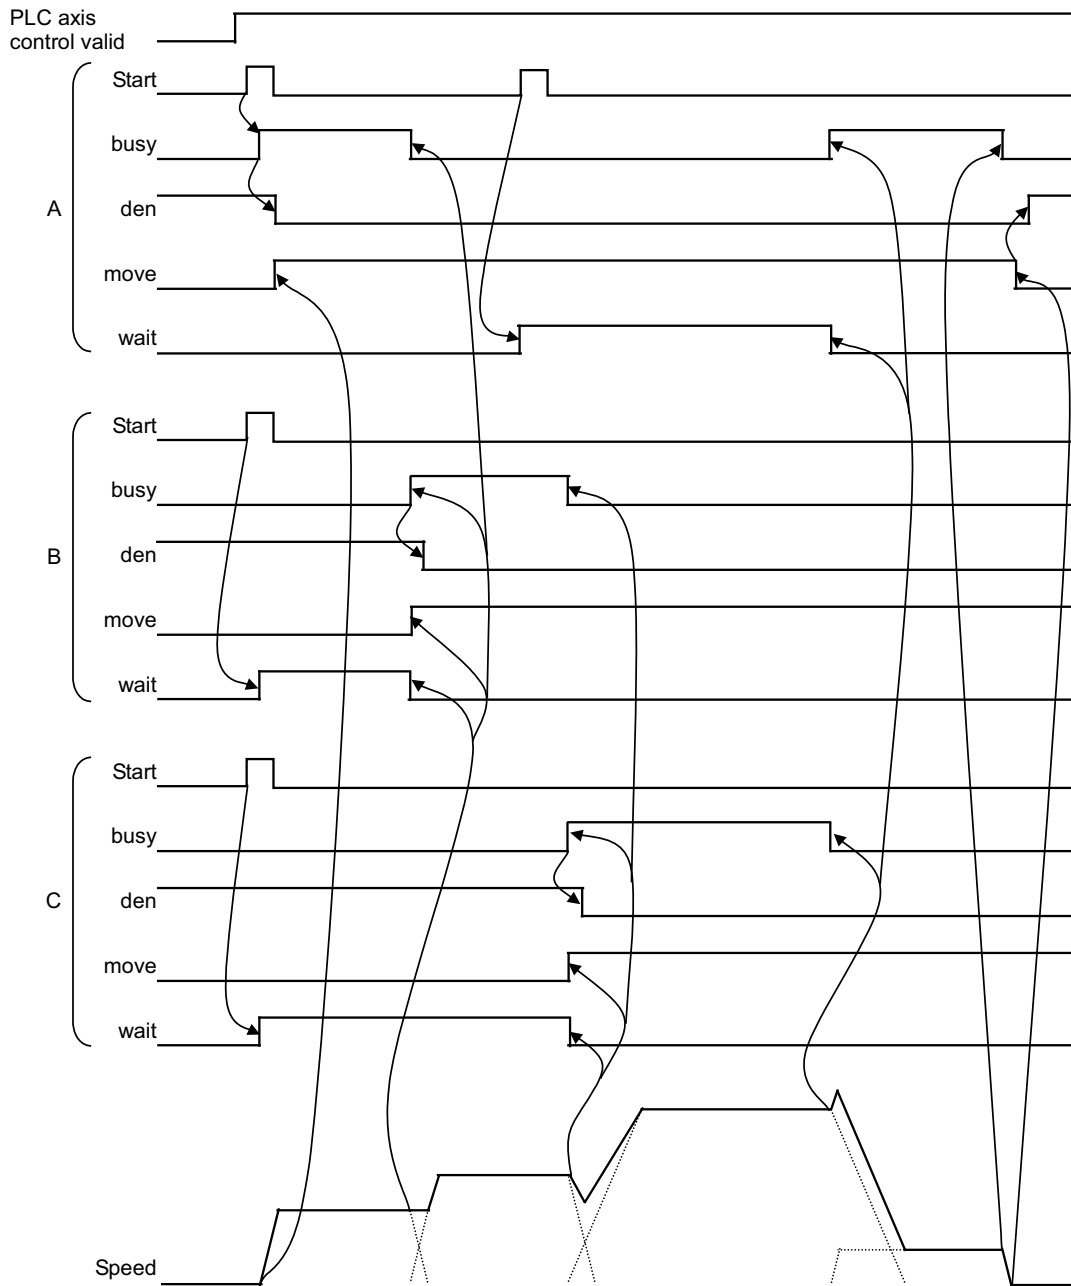 PLC axis
control valid
Start
busy
A
den
move
wait
Start
busy
B
den
move
wait
Start
busy
C
den
move
wait
Speed